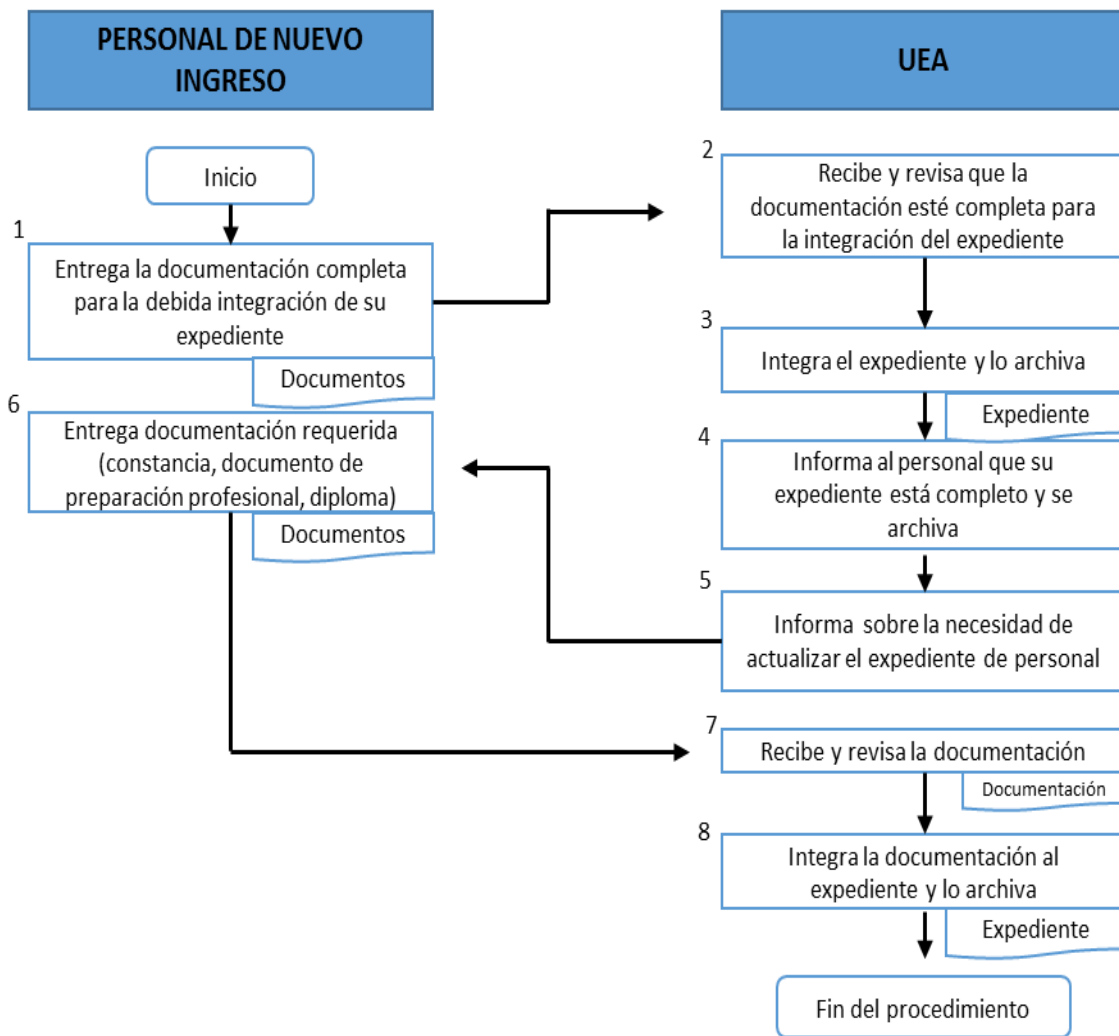 PERSONAL DE NUEVO
INGRESO
UEA
Inicio
1
Entrega la documentación completa
para la debida integración de su
expediente
Documentos
2
Recibe y revisa que la
documentación esté completa para
la integración del expediente
3
Integra el expediente y lo archiva
Expediente
4
Informa al personal que su
expediente está completo y se
archiva
5
Informa sobre la necesidad de
actualizar el expediente de personal
6
Entrega documentación requerida
(constancia, documento de
preparación profesional, diploma)
Documentos
7
Recibe y revisa la documentación
Documentación
8
Integra la documentación al
expediente y lo archiva
Expediente
Fin del procedimiento